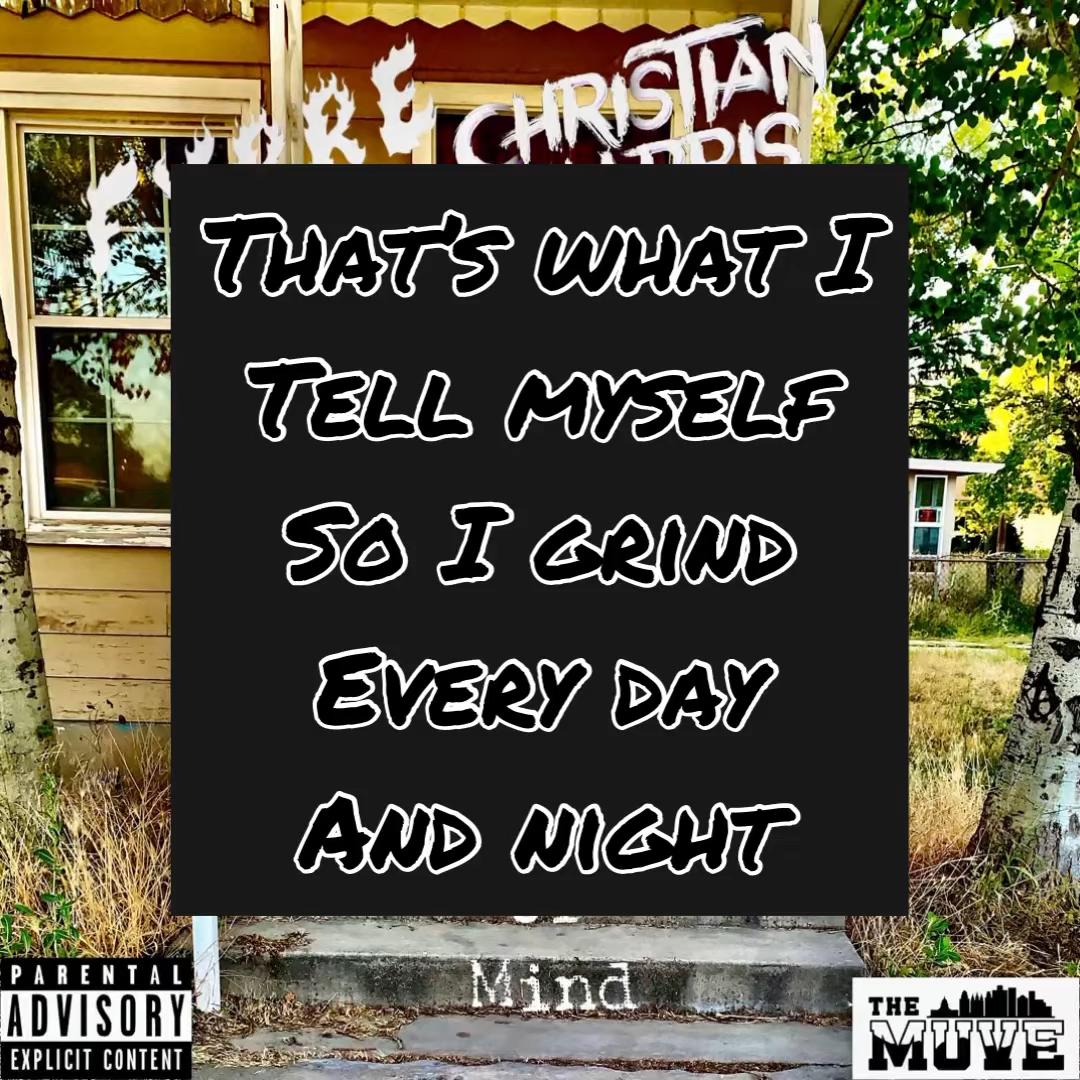 CHRISTIAN
THAT'S WHAT I
TELL MYSELF
SO I GRIND
EVERY DAY
AND NIGHT
Mind
PARENTAL
ADVISORY
EXPLICIT CONTENT
THE
MUVE